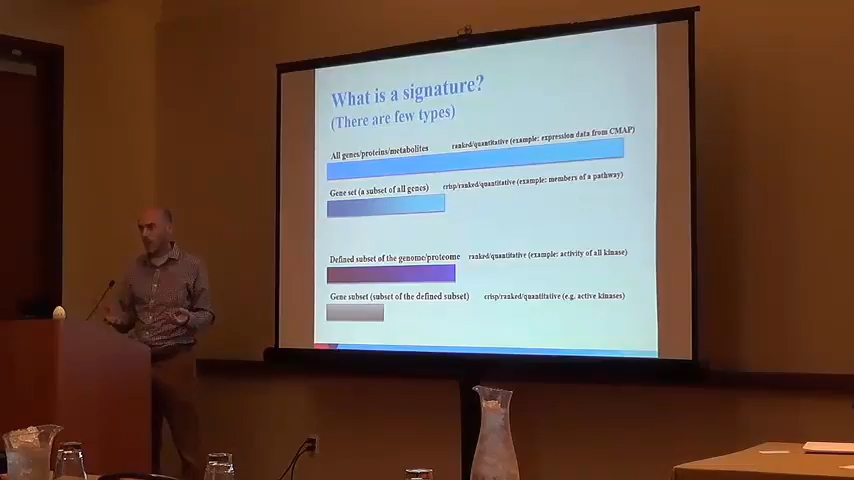 What is a signature?
(There are few types)
All genes/proteins/metabolites ranked/quantitative (example: expression data from CMAP)
Gene set (a subset of all genes) crisp/ranked/quantitative (example: members of a pathway)
Defined subset of the genome/proteome ranked/quantitative (example: activity of all kinase)
Gene subset (subset of the defined subset) crisp/ranked/quantitative (e.g. active kinases)